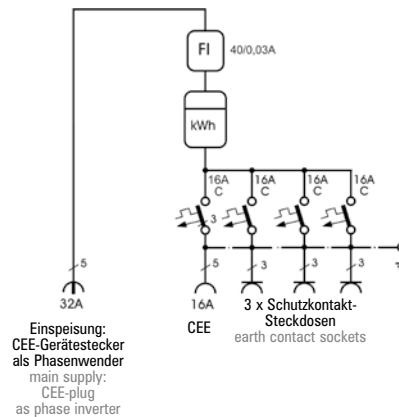 FI
40/0,03A
kWh
16A
C
16A
C
16A
C
16A
C
3
5
5
3
3
3
32A
16A
CEE
3 x Schutzkontakt-
Steckdosen
earth contact sockets
Einspeisung:
CEE-Gerätestecker
als Phasenwender
main supply:
CEE-plug
as phase inverter